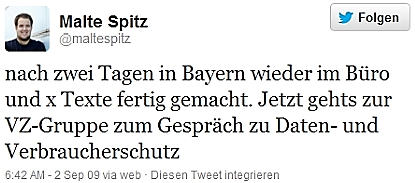 Malte Spitz
@maltespitz
Folgen
nach zwei Tagen in Bayern wieder im Büro
und x Texte fertig gemacht. Jetzt gehts zur
VZ-Gruppe zum Gespräch zu Daten- und
Verbraucherschutz
6:42 AM - 2 Sep 09 via web · Diesen Tweet integrieren